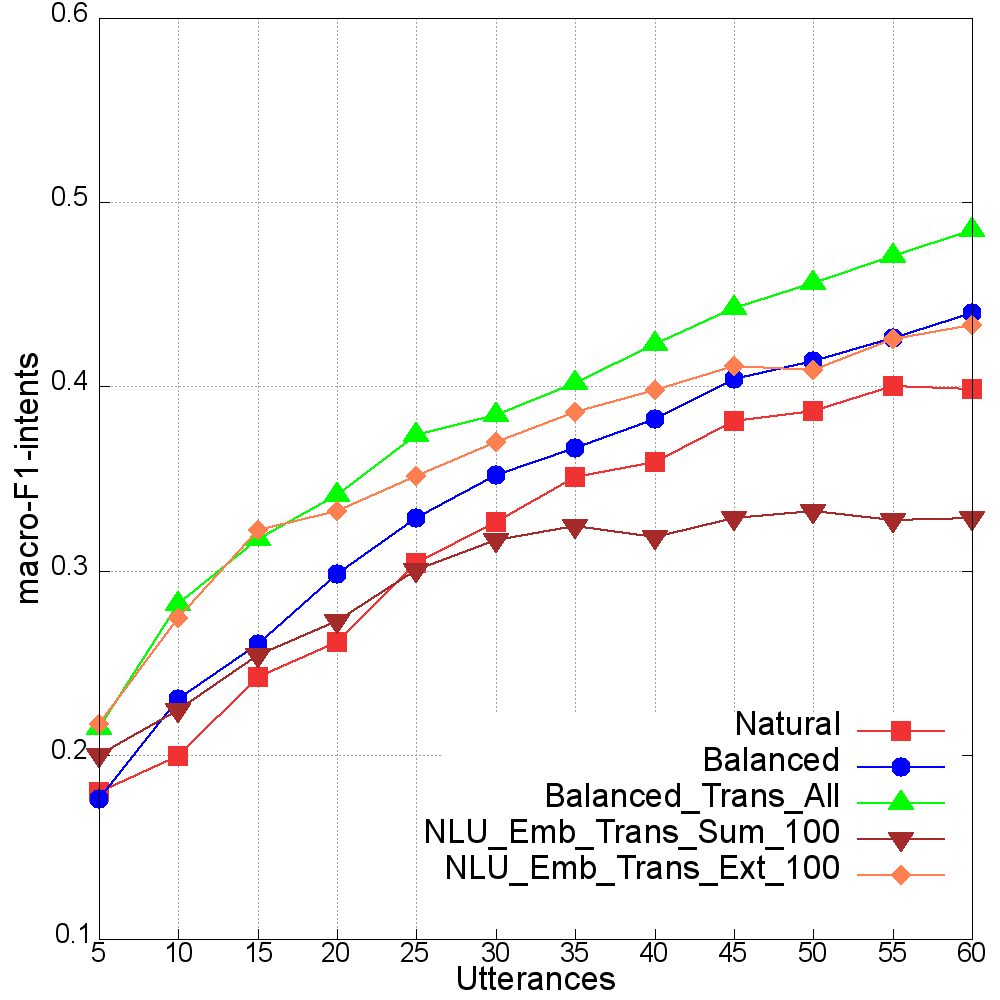 0.6
0.5
0.4
0.3
0.2
0.1
macro-F1-intents
Natural
Balanced
Balanced_Trans_All
NLU_Emb_Trans_Sum_100
NLU_Emb_Trans_Ext_100
5 10 15 20 25 30 35 40 45 50 55 60
Utterances